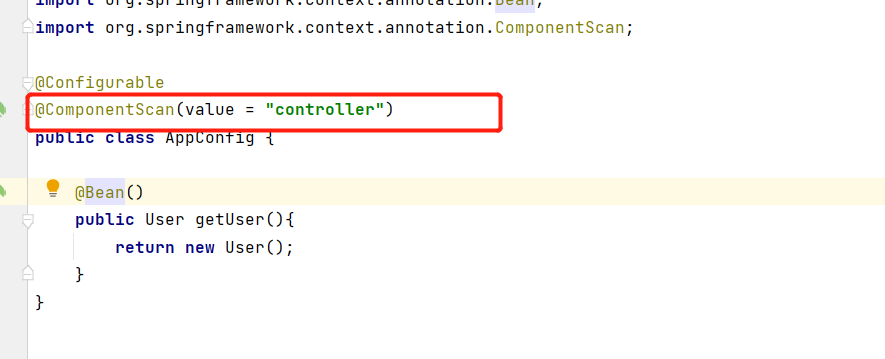 import org.springframework.context.annotation.Bean;
import org.springframework.context.annotation.ComponentScan;
@Configurable
@ComponentScan(value = "controller")
public class AppConfig {
@Bean()
public User getUser(){
return new User();
}
}